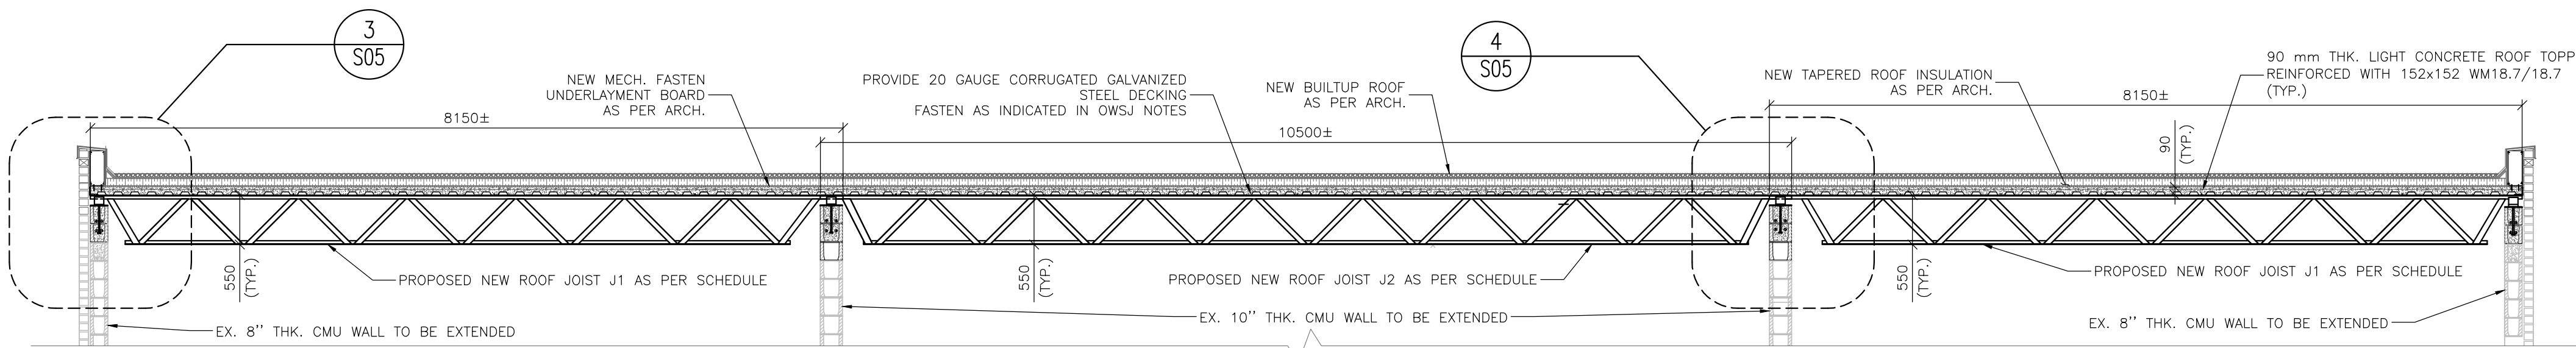 3
S05
4
S05
NEW MECH. FASTEN
UNDERLAYMENT BOARD
AS PER ARCH.
PROVIDE 20 GAUGE CORRUGATED GALVANIZED
STEEL DECKING
FASTEN AS INDICATED IN OWSJ NOTES
NEW BUILTUP ROOF
AS PER ARCH.
NEW TAPERED ROOF INSULATION
AS PER ARCH.
90 mm THK. LIGHT CONCRETE ROOF TOPP
REINFORCED WITH 152x152 WM18.7/18.7
(TYP.)
8150±
10500±
8150±
90
(TYP.)
550
(TYP.)
PROPOSED NEW ROOF JOIST J1 AS PER SCHEDULE
550
(TYP.)
PROPOSED NEW ROOF JOIST J2 AS PER SCHEDULE
550
(TYP.)
PROPOSED NEW ROOF JOIST J1 AS PER SCHEDULE
EX. 8'' THK. CMU WALL TO BE EXTENDED
EX. 10'' THK. CMU WALL TO BE EXTENDED
EX. 8'' THK. CMU WALL TO BE EXTENDED